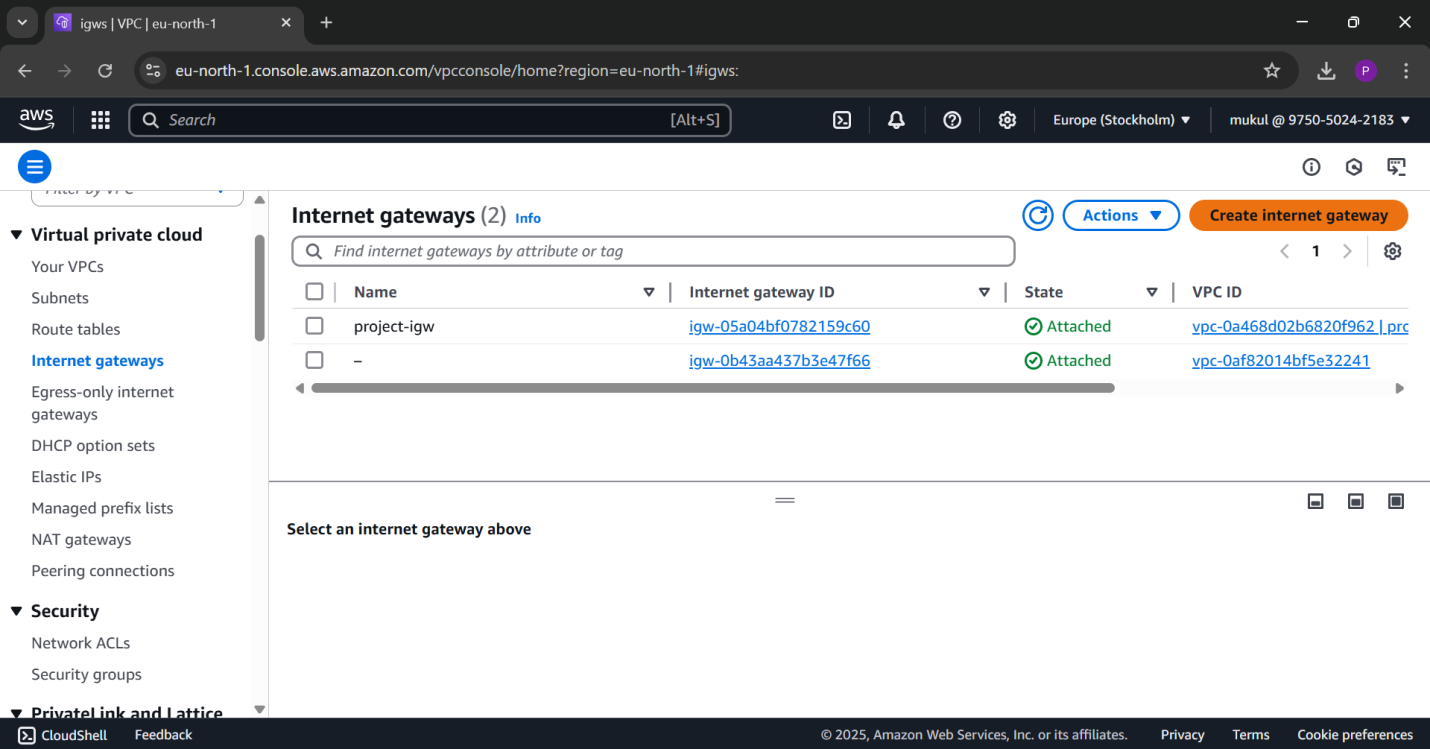 igws | VPC | eu-north-1
eu-north-1.console.aws.amazon.com/vpcconsole/home?region=eu-north-1#igws:
P
aws
Search [Alt+S]
Europe (Stockholm)
mukul @ 9750-5024-2183
Filter by VPC
Virtual private cloud
Your VPCs
Subnets
Route tables
Internet gateways
Egress-only internet
gateways
DHCP option sets
Elastic IPs
Managed prefix lists
NAT gateways
Peering connections
Security
Network ACLs
Security groups
PrivateLink and Lattice
Internet gateways (2) Info
Actions
Create internet gateway
Find internet gateways by attribute or tag
1
Name Internet gateway ID State VPC ID
project-igw igw-05a04bf0782159c60 Attached vpc-0a468d02b6820f962 | pro
– igw-0b43aa437b3e47f66 Attached vpc-0af82014bf5e32241
Select an internet gateway above
CloudShell Feedback © 2025, Amazon Web Services, Inc. or its affiliates. Privacy Terms Cookie preferences